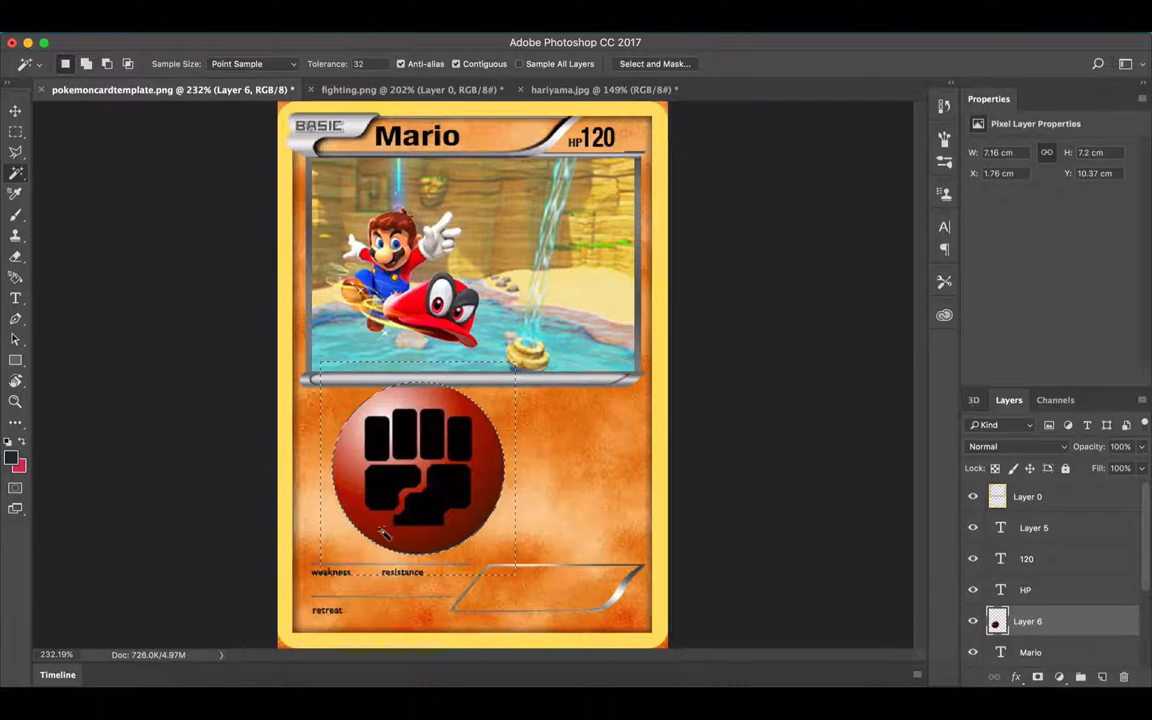 Adobe Photoshop CC 2017
Sample Size: Point Sample Tolerance: 32 Anti-alias Contiguous Sample All Layers Select and Mask...
pokemoncardtemplate.png @ 232% (Layer 6, RGB/8) * fighting.png @ 202% (Layer 0, RGB/8#) * hariyama.jpg @ 149% (RGB/8#) *
BASIC Mario HP 120
weakness resistance
retreat
232.19% Doc: 726.0K/4.97M
Timeline
Properties
Pixel Layer Properties
W: 7.16 cm H: 7.2 cm
X: 1.76 cm Y: 10.37 cm
3D Layers Channels
Kind
Normal Opacity: 100%
Lock: Fill: 100%
Layer 0
T Layer 5
T 120
T HP
Layer 6
T Mario
fx